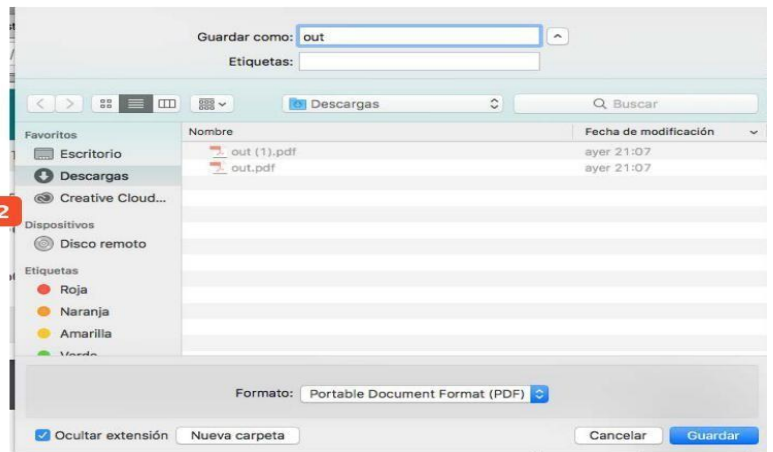 Guardar como: out
Etiquetas:
Descargas
Buscar
Favoritos
Nombre
Fecha de modificación
Escritorio
out (1).pdf
ayer 21:07
Descargas
out.pdf
ayer 21:07
Creative Cloud...
2
Dispositivos
Disco remoto
Etiquetas
Roja
Naranja
Amarilla
Verde
Formato: Portable Document Format (PDF)
Ocultar extensión
Nueva carpeta
Cancelar
Guardar